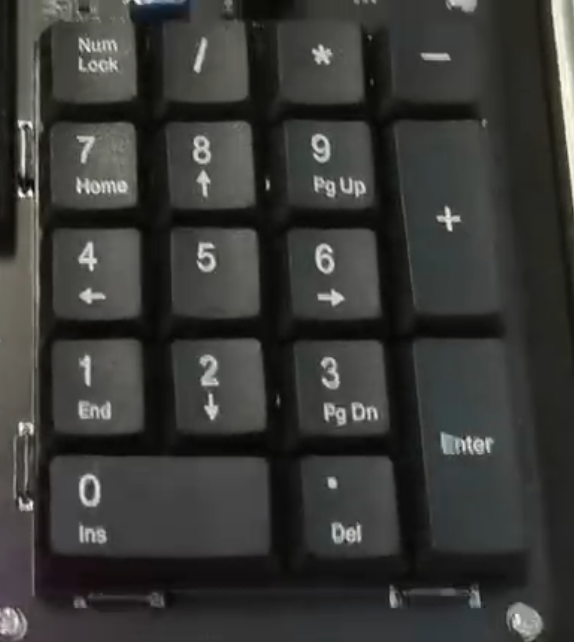 Num
Lock
/
*
−
7
Home
8
↑
9
Pg Up
+
4
←
5
6
→
1
End
2
↓
3
Pg Dn
Enter
0
Ins
.
Del